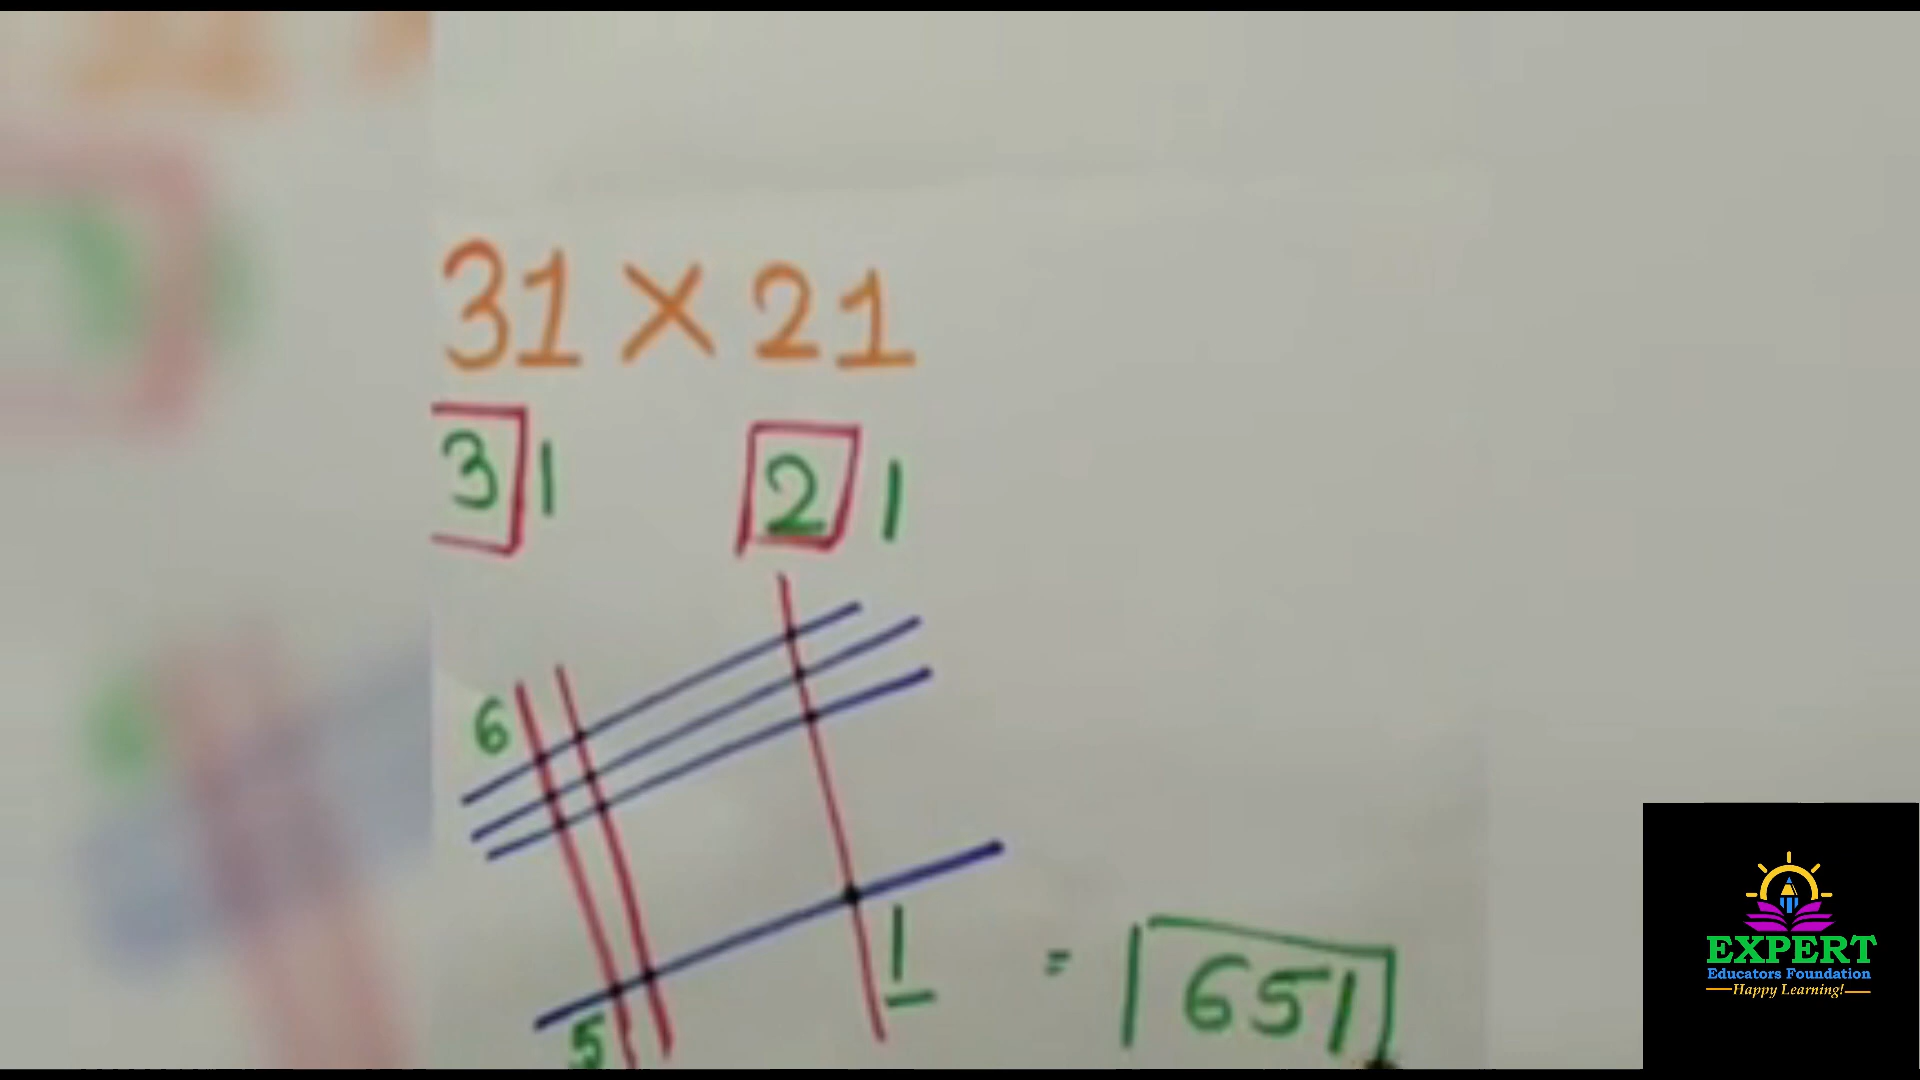 31 × 21
3 1 2 1
6
1
= 651
5
EXPERT
Educators Foundation
Happy Learning!